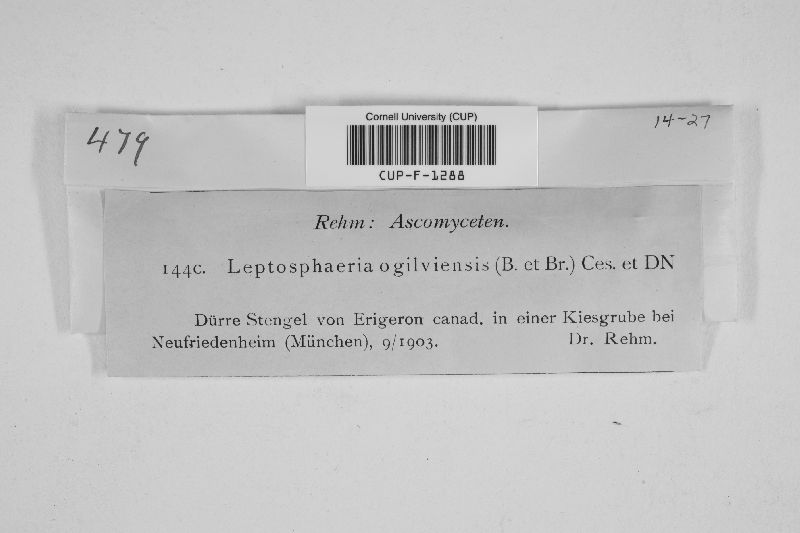 Cornell University (CUP)
CUP-F-1288
479
14-27
Rehm: Ascomyceten.
144c. Leptosphaeria ogilviensis (B. et Br.) Ces. et DN
Dürre Stengel von Erigeron canad. in einer Kiesgrube bei
Neufriedenheim (München), 9/1903. Dr. Rehm.